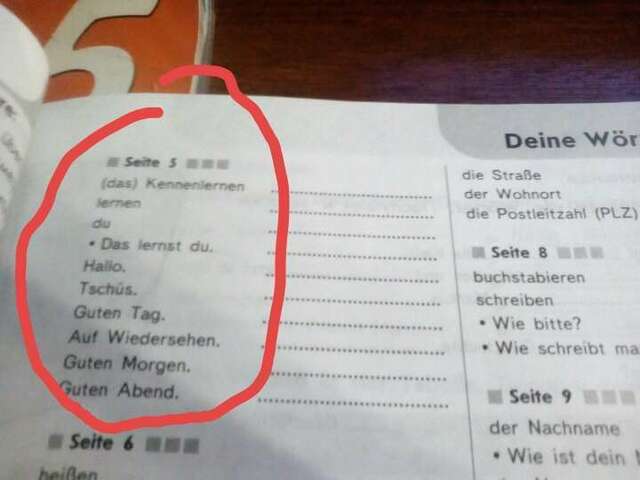 6
Deine Wör
Seite 5
(das) Kennenlernen
lernen
du
• Das lernst du.
Hallo.
Tschüs.
Guten Tag.
Auf Wiedersehen.
Guten Morgen.
Guten Abend.
Seite 6
heißen
die Straße
der Wohnort
die Postleitzahl (PLZ)
Seite 8
buchstabieren
schreiben
• Wie bitte?
• Wie schreibt ma
Seite 9
der Nachname
• Wie ist dein